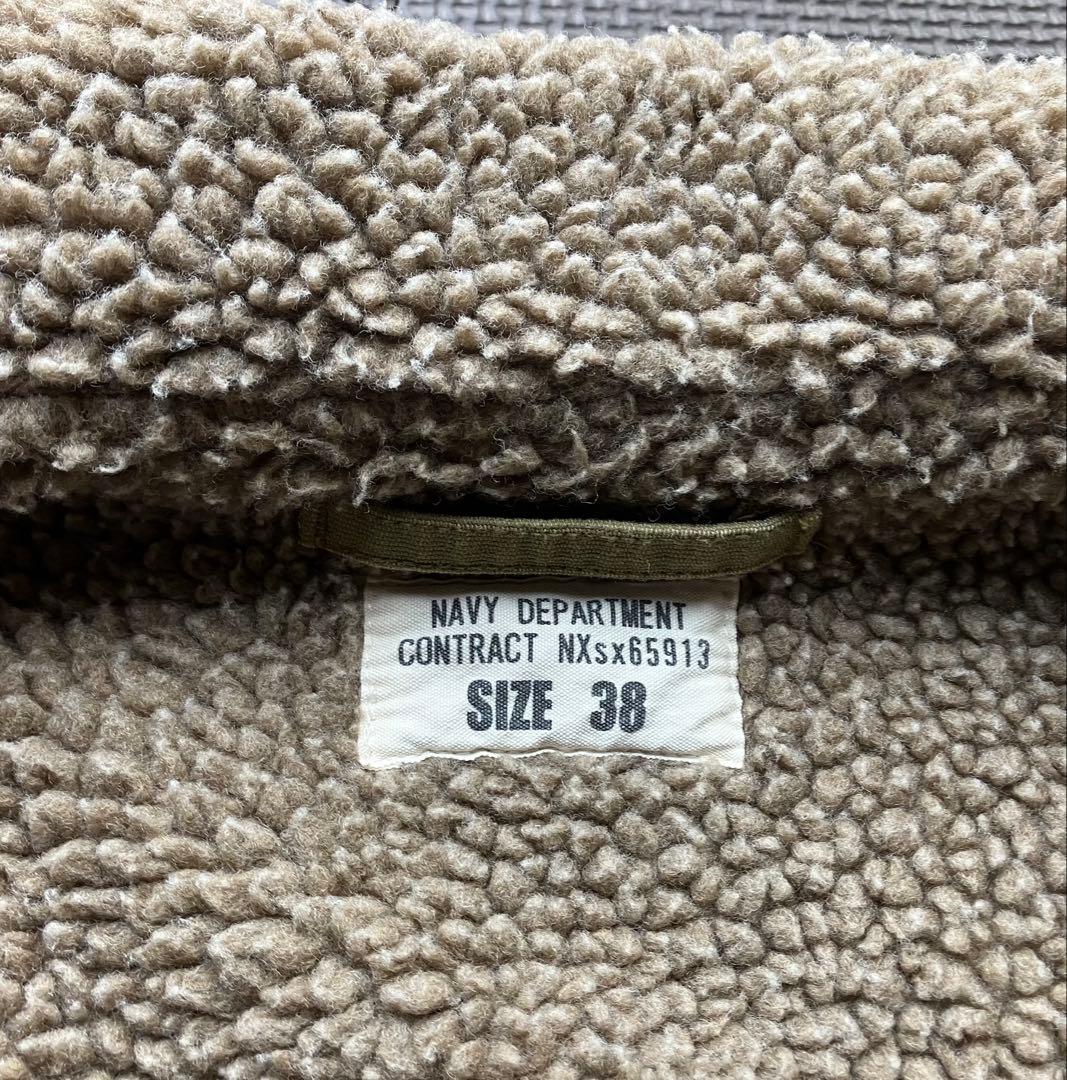 NAVY DEPARTMENT
CONTRACT NXsx65913
SIZE 38